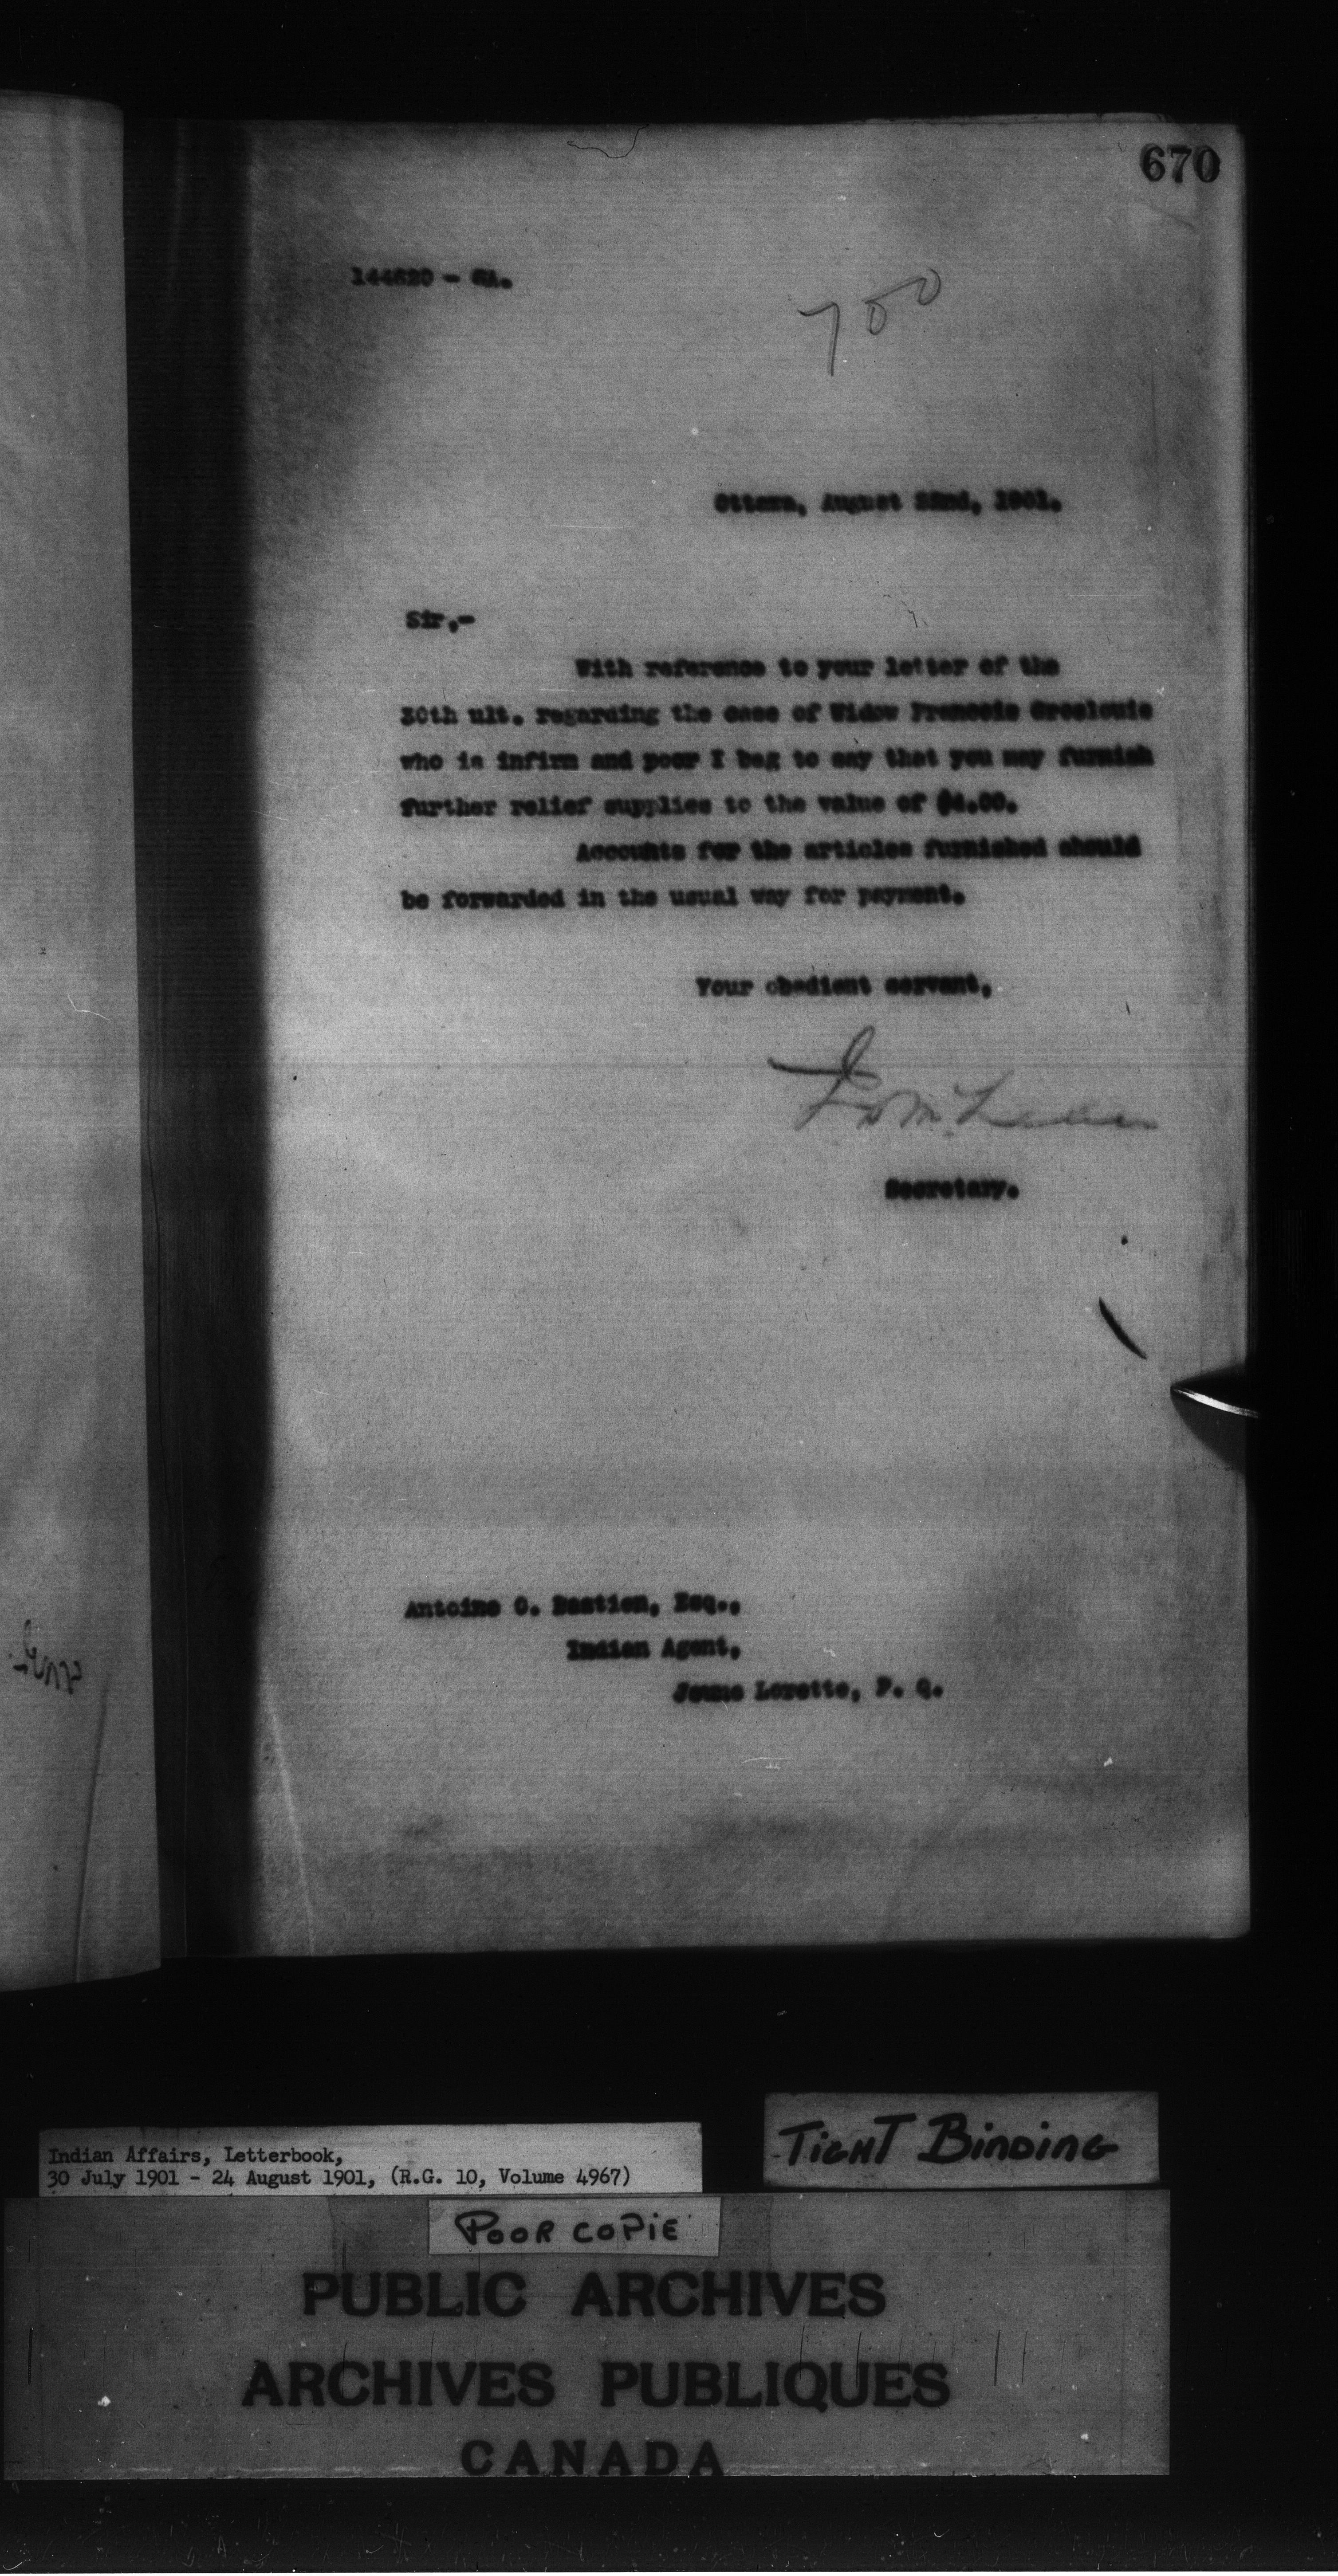 670
144620 - 6A.
700
Ottawa, August 22nd, 1901.
Sir,-
With reference to your letter of the
30th ult. regarding the case of Widow Francois Groslouis
who is infirm and poor I beg to say that you may furnish
further relief supplies to the value of $4.00.
Accounts for the articles furnished should
be forwarded in the usual way for payment.
Your obedient servant,
Secretary.
Antoine O. Bastien, Esq.,
Indian Agent,
Jeune Lorette, P. Q.
Indian Affairs, Letterbook,
30 July 1901 - 24 August 1901, (R.G. 10, Volume 4967)
TIGHT BINDING
POOR COPIE
PUBLIC ARCHIVES
ARCHIVES PUBLIQUES
CANADA